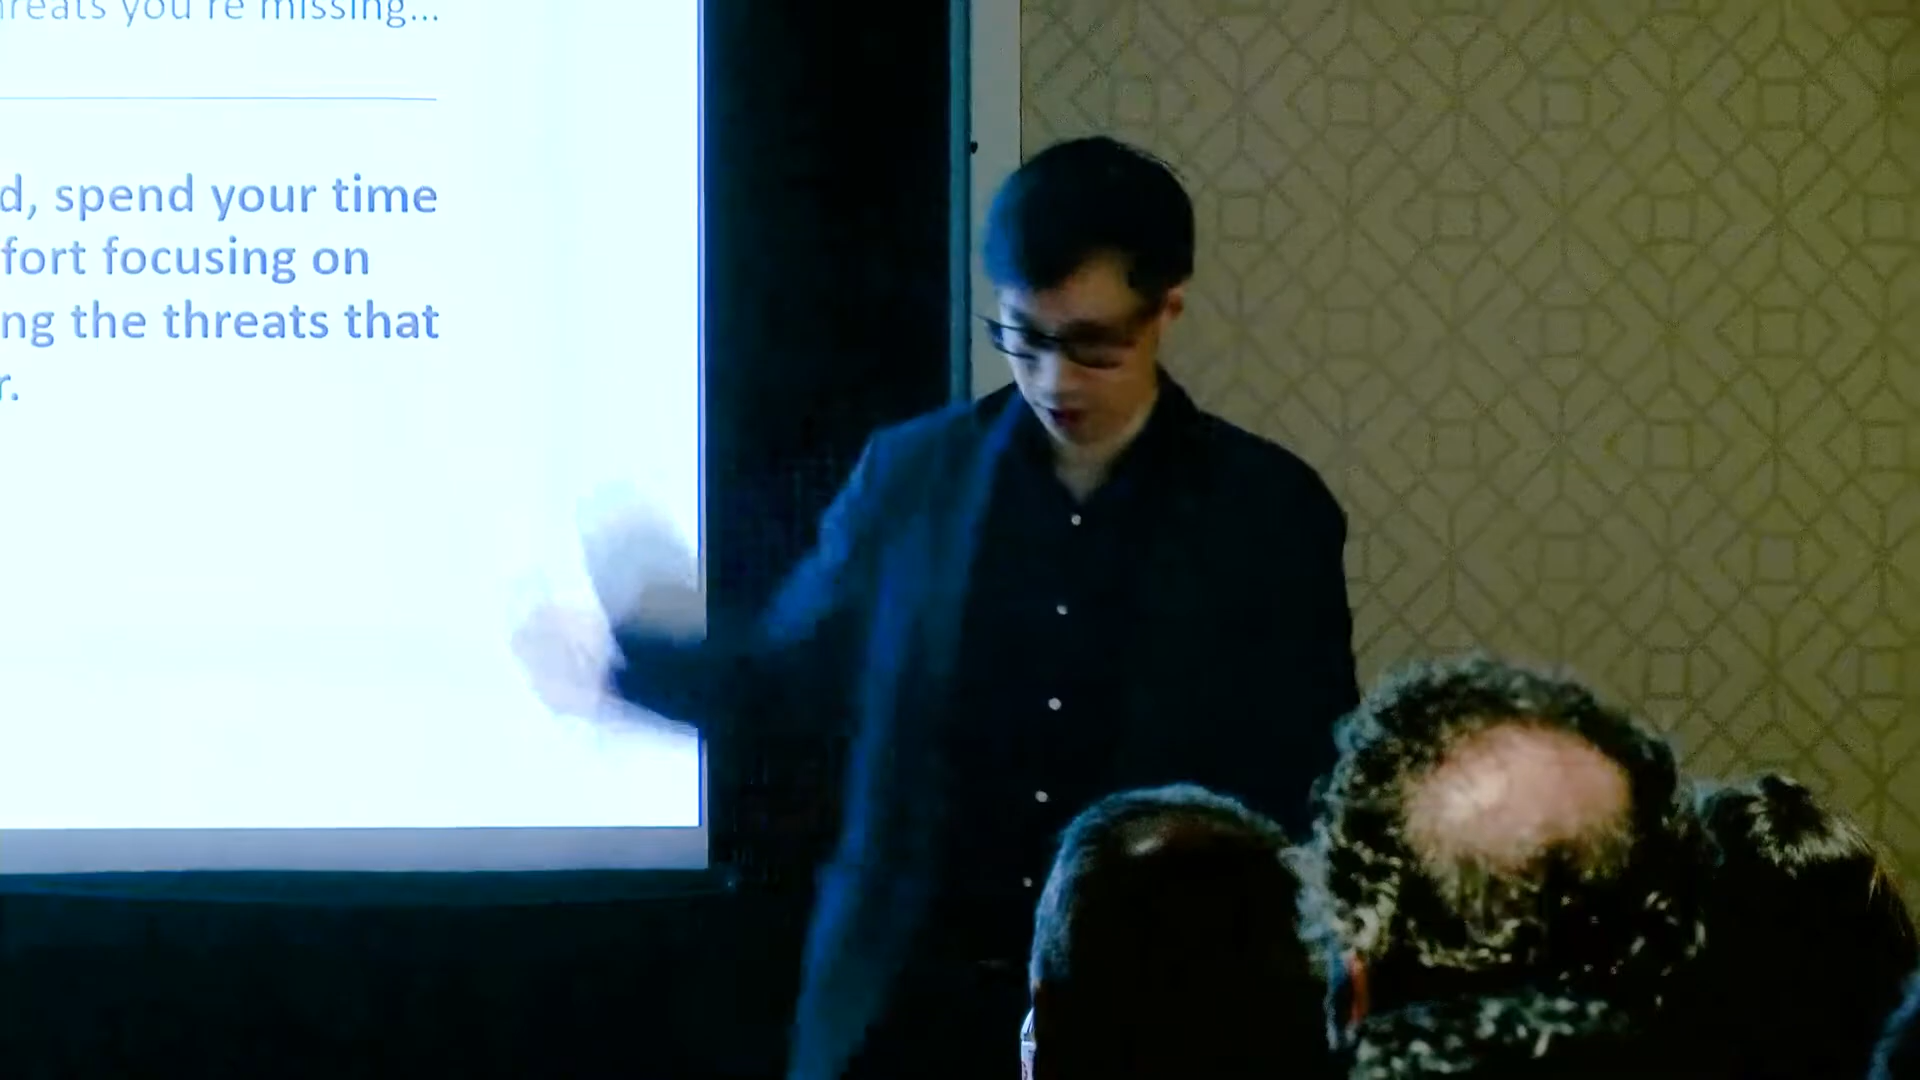 reats you're missing...
d, spend your time
fort focusing on
ng the threats that
r.